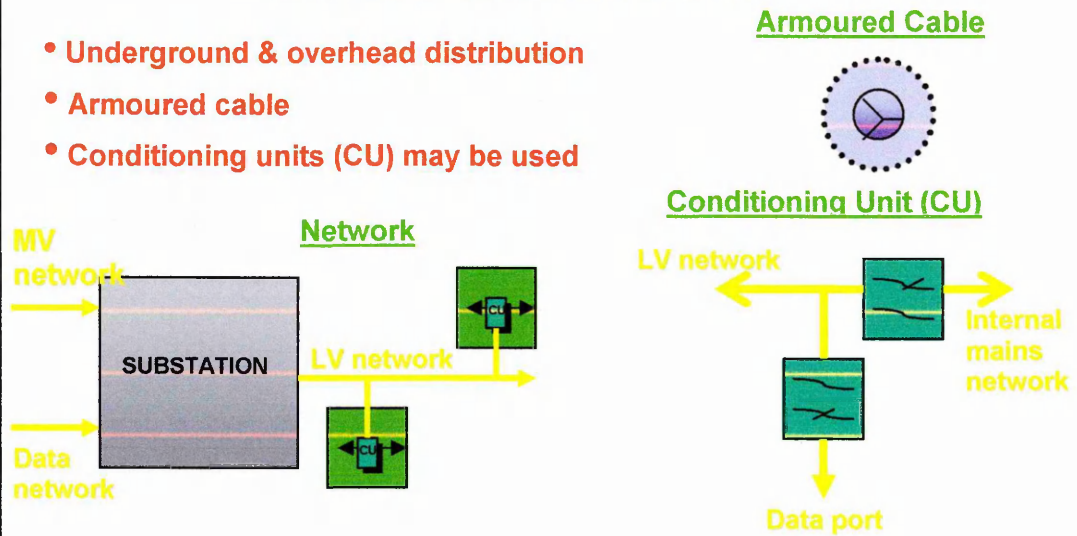 • Underground & overhead distribution
• Armoured cable
• Conditioning units (CU) may be used
Armoured Cable
Conditioning Unit (CU)
Network
MV
network
SUBSTATION
LV network
CU
CU
Data
network
LV network
Internal
mains
network
Data port